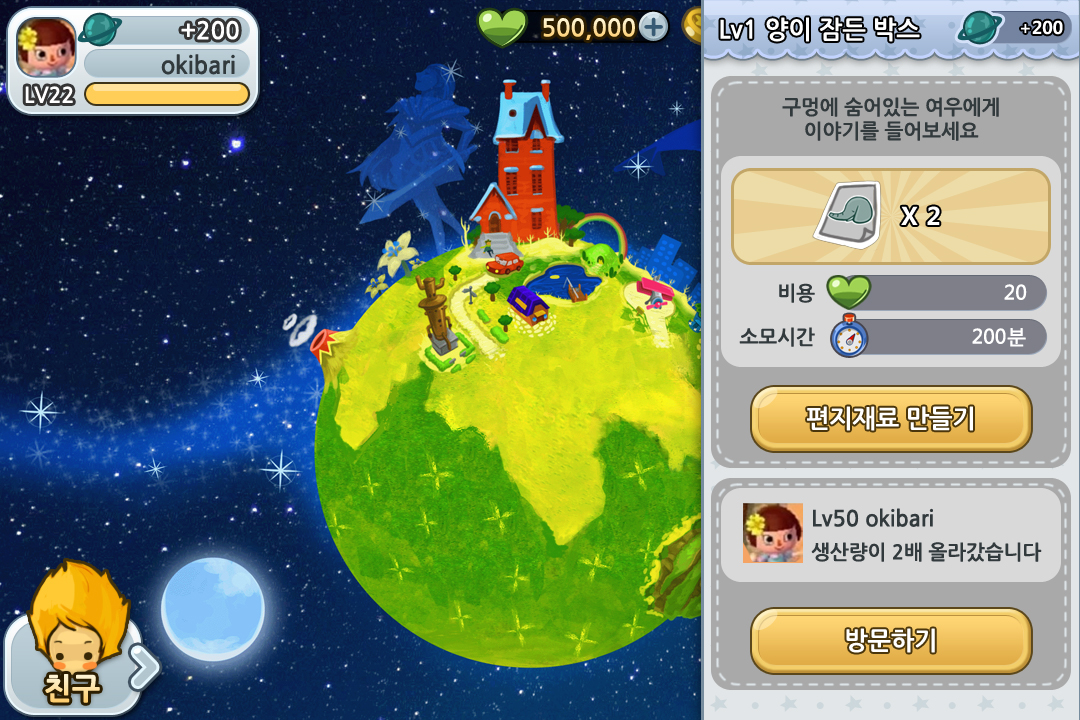 +200
okibari
LV22
500,000
Lv1 양이 잠든 박스
+200
구멍에 숨어있는 여우에게
이야기를 들어보세요
X 2
비용
20
소모시간
200분
편지재료 만들기
Lv50 okibari
생산량이 2배 올라갔습니다
방문하기
친구